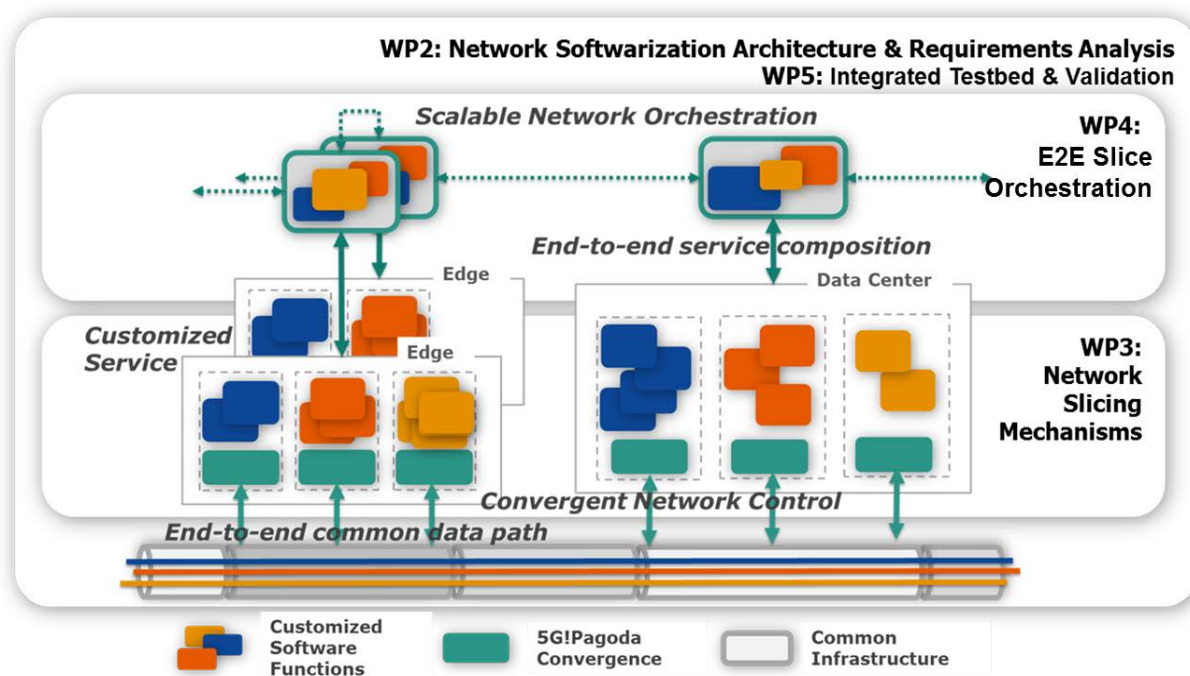 WP2: Network Softwarization Architecture & Requirements Analysis
WP5: Integrated Testbed & Validation
Scalable Network Orchestration
WP4:
E2E Slice
Orchestration
End-to-end service composition
Edge
Data Center
Customized
Service
Edge
WP3:
Network
Slicing
Mechanisms
Convergent Network Control
End-to-end common data path
Customized
Software
Functions
5G!Pagoda
Convergence
Common
Infrastructure